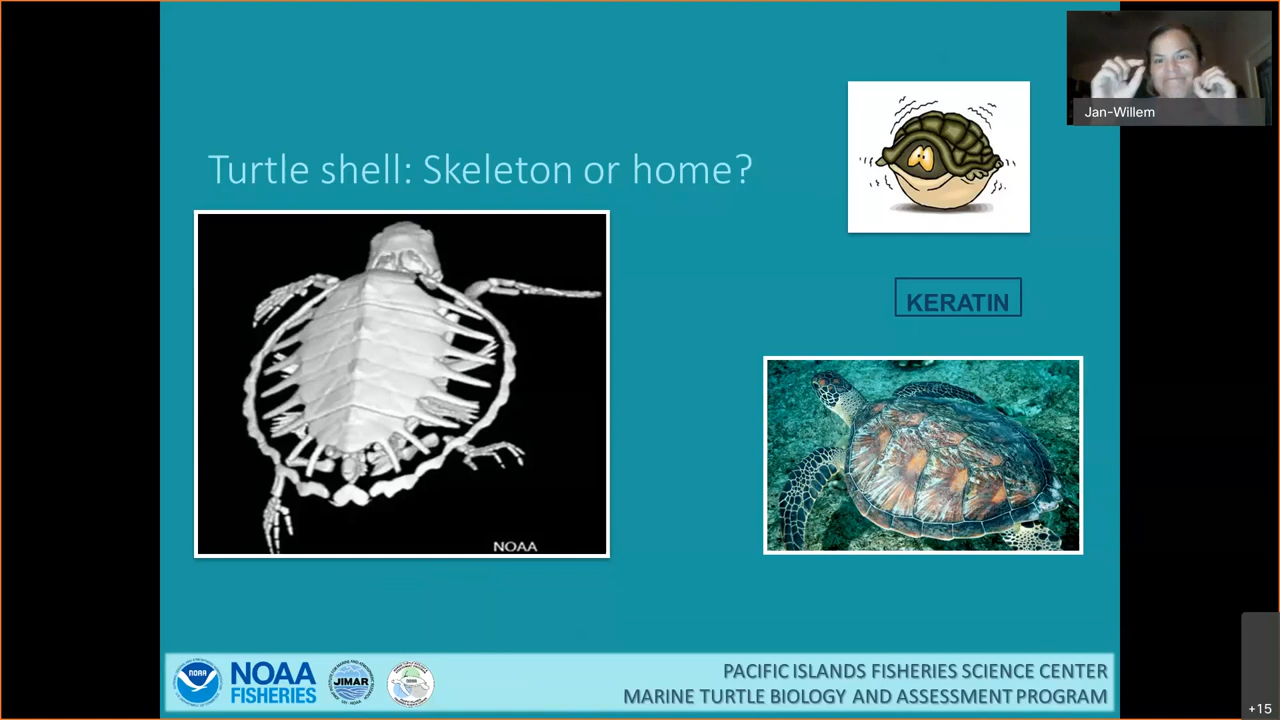 Jan-Willem
Turtle shell: Skeleton or home?
KERATIN
NOAA
NOAA
NOAA
FISHERIES
JIMAR
PACIFIC ISLANDS FISHERIES SCIENCE CENTER
MARINE TURTLE BIOLOGY AND ASSESSMENT PROGRAM
+15